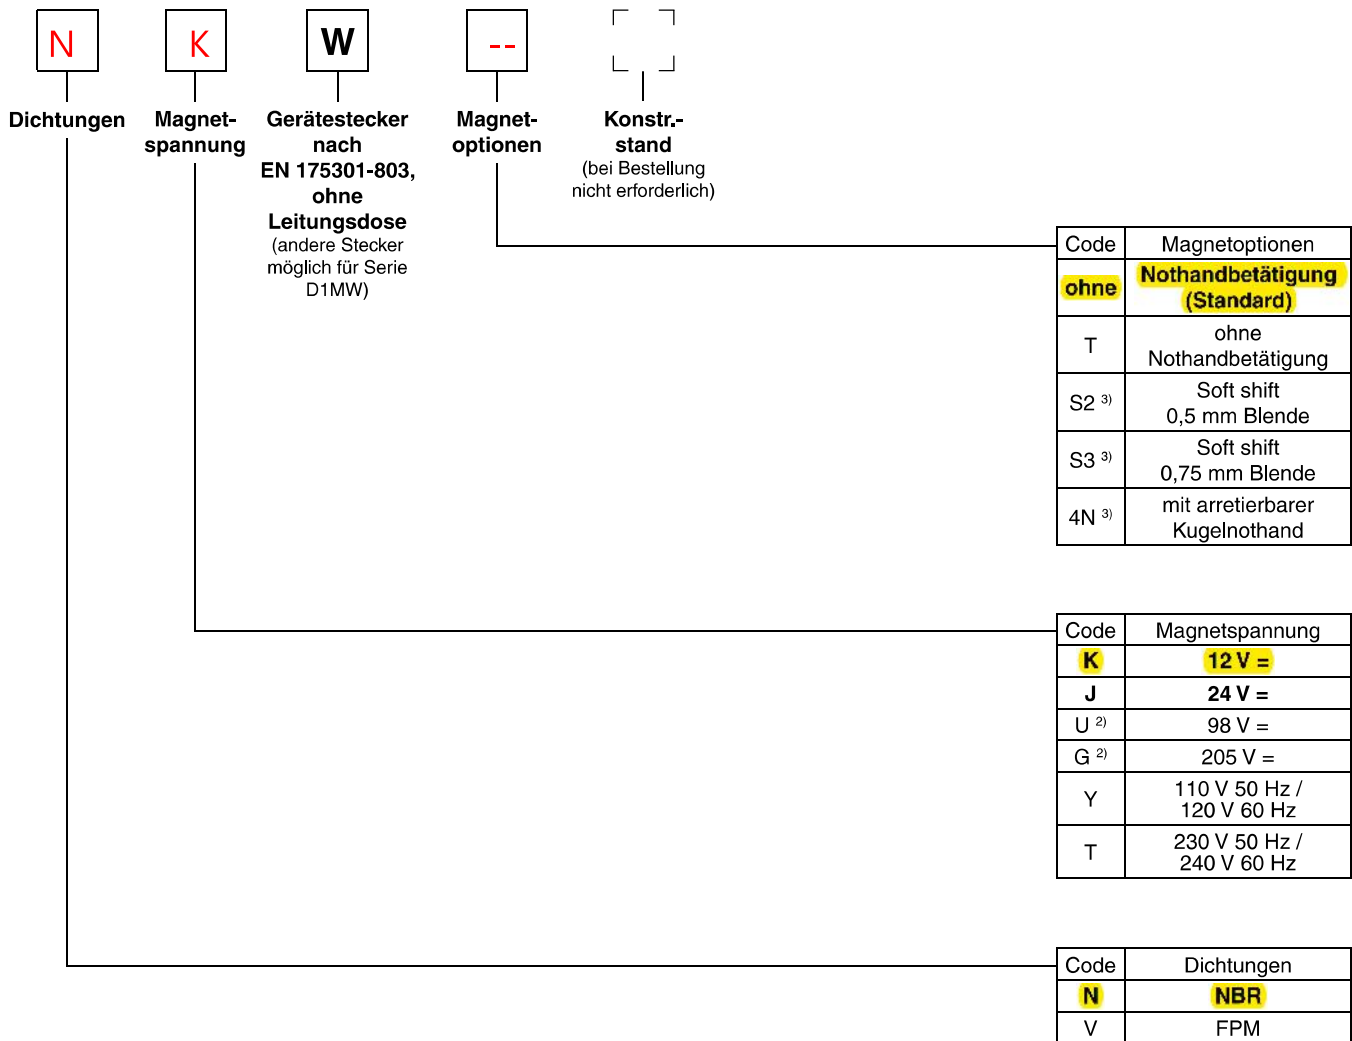 N K W --
Dichtungen
Magnet-
spannung
Gerätestecker
nach
EN 175301-803,
ohne
Leitungsdose
(andere Stecker
möglich für Serie
D1MW)
Magnet-
optionen
Konstr.-
stand
(bei Bestellung
nicht erforderlich)
Code Magnetoptionen
ohne Nothandbetätigung
(Standard)
T ohne
Nothandbetätigung
S2 ³⁾ Soft shift
0,5 mm Blende
S3 ³⁾ Soft shift
0,75 mm Blende
4N ³⁾ mit arretierbarer
Kugelnothand
Code Magnetspannung
K 12 V =
J 24 V =
U ²⁾ 98 V =
G ²⁾ 205 V =
Y 110 V 50 Hz /
120 V 60 Hz
T 230 V 50 Hz /
240 V 60 Hz
Code Dichtungen
N NBR
V FPM